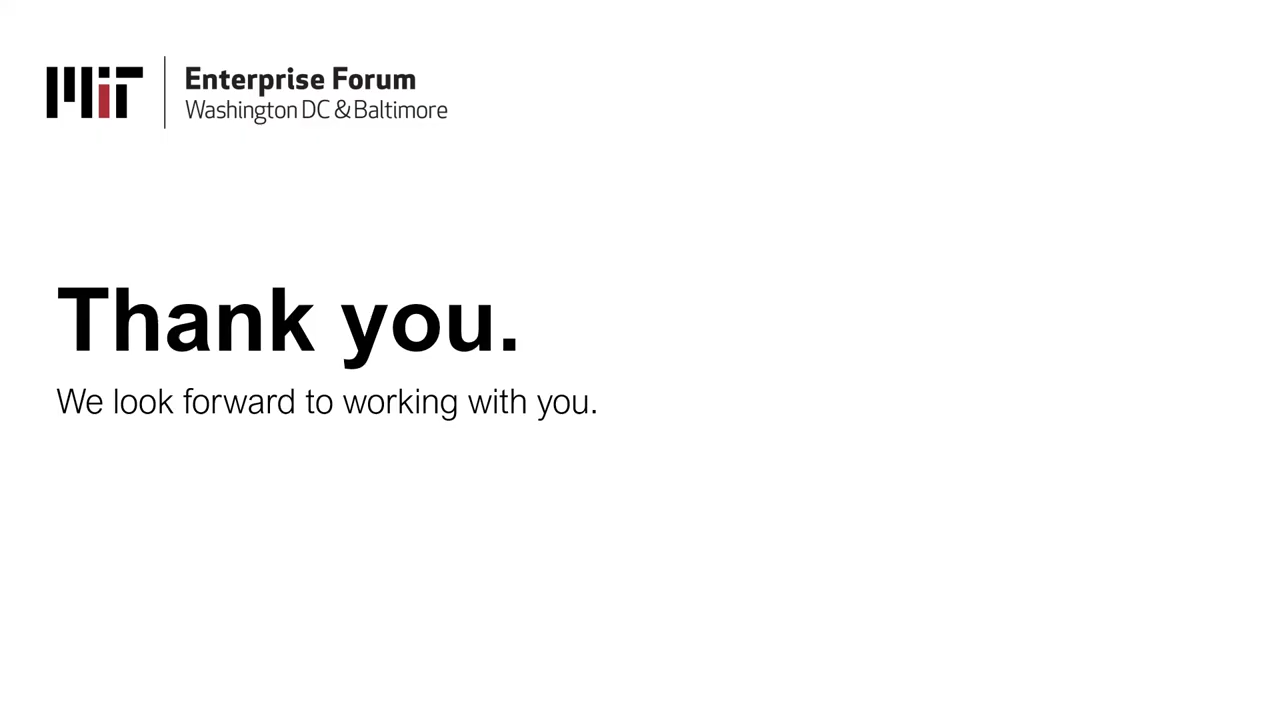 MIT
Enterprise Forum
Washington DC & Baltimore
Thank you.
We look forward to working with you.